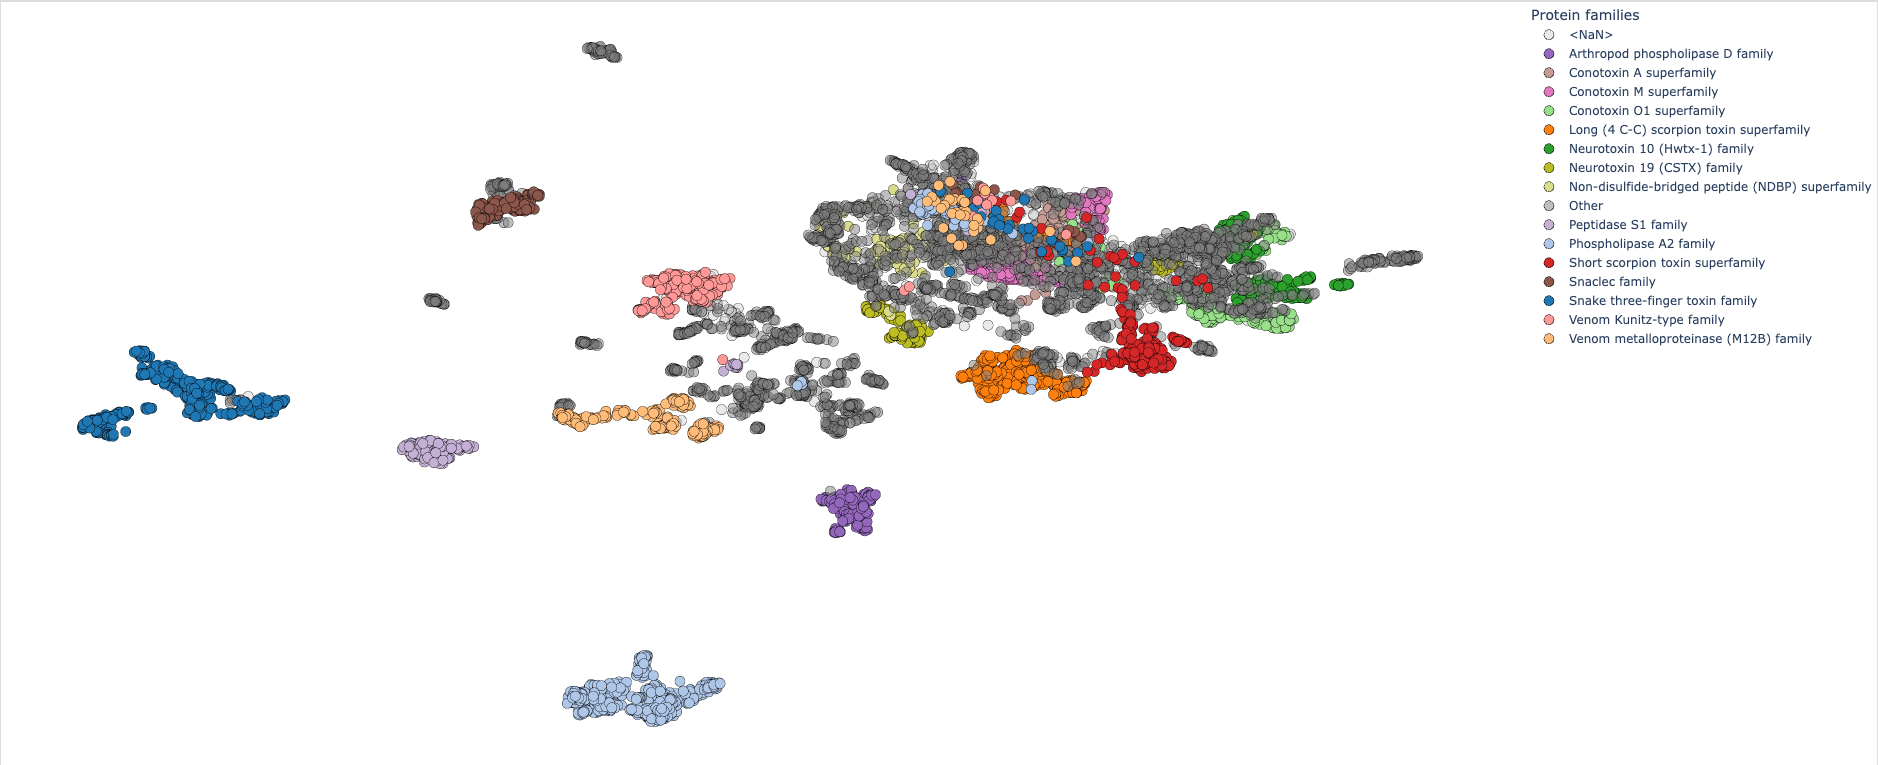 Protein families
<NaN>
Arthropod phospholipase D family
Conotoxin A superfamily
Conotoxin M superfamily
Conotoxin O1 superfamily
Long (4 C-C) scorpion toxin superfamily
Neurotoxin 10 (Hwtx-1) family
Neurotoxin 19 (CSTX) family
Non-disulfide-bridged peptide (NDBP) superfamily
Other
Peptidase S1 family
Phospholipase A2 family
Short scorpion toxin superfamily
Snaclec family
Snake three-finger toxin family
Venom Kunitz-type family
Venom metalloproteinase (M12B) family